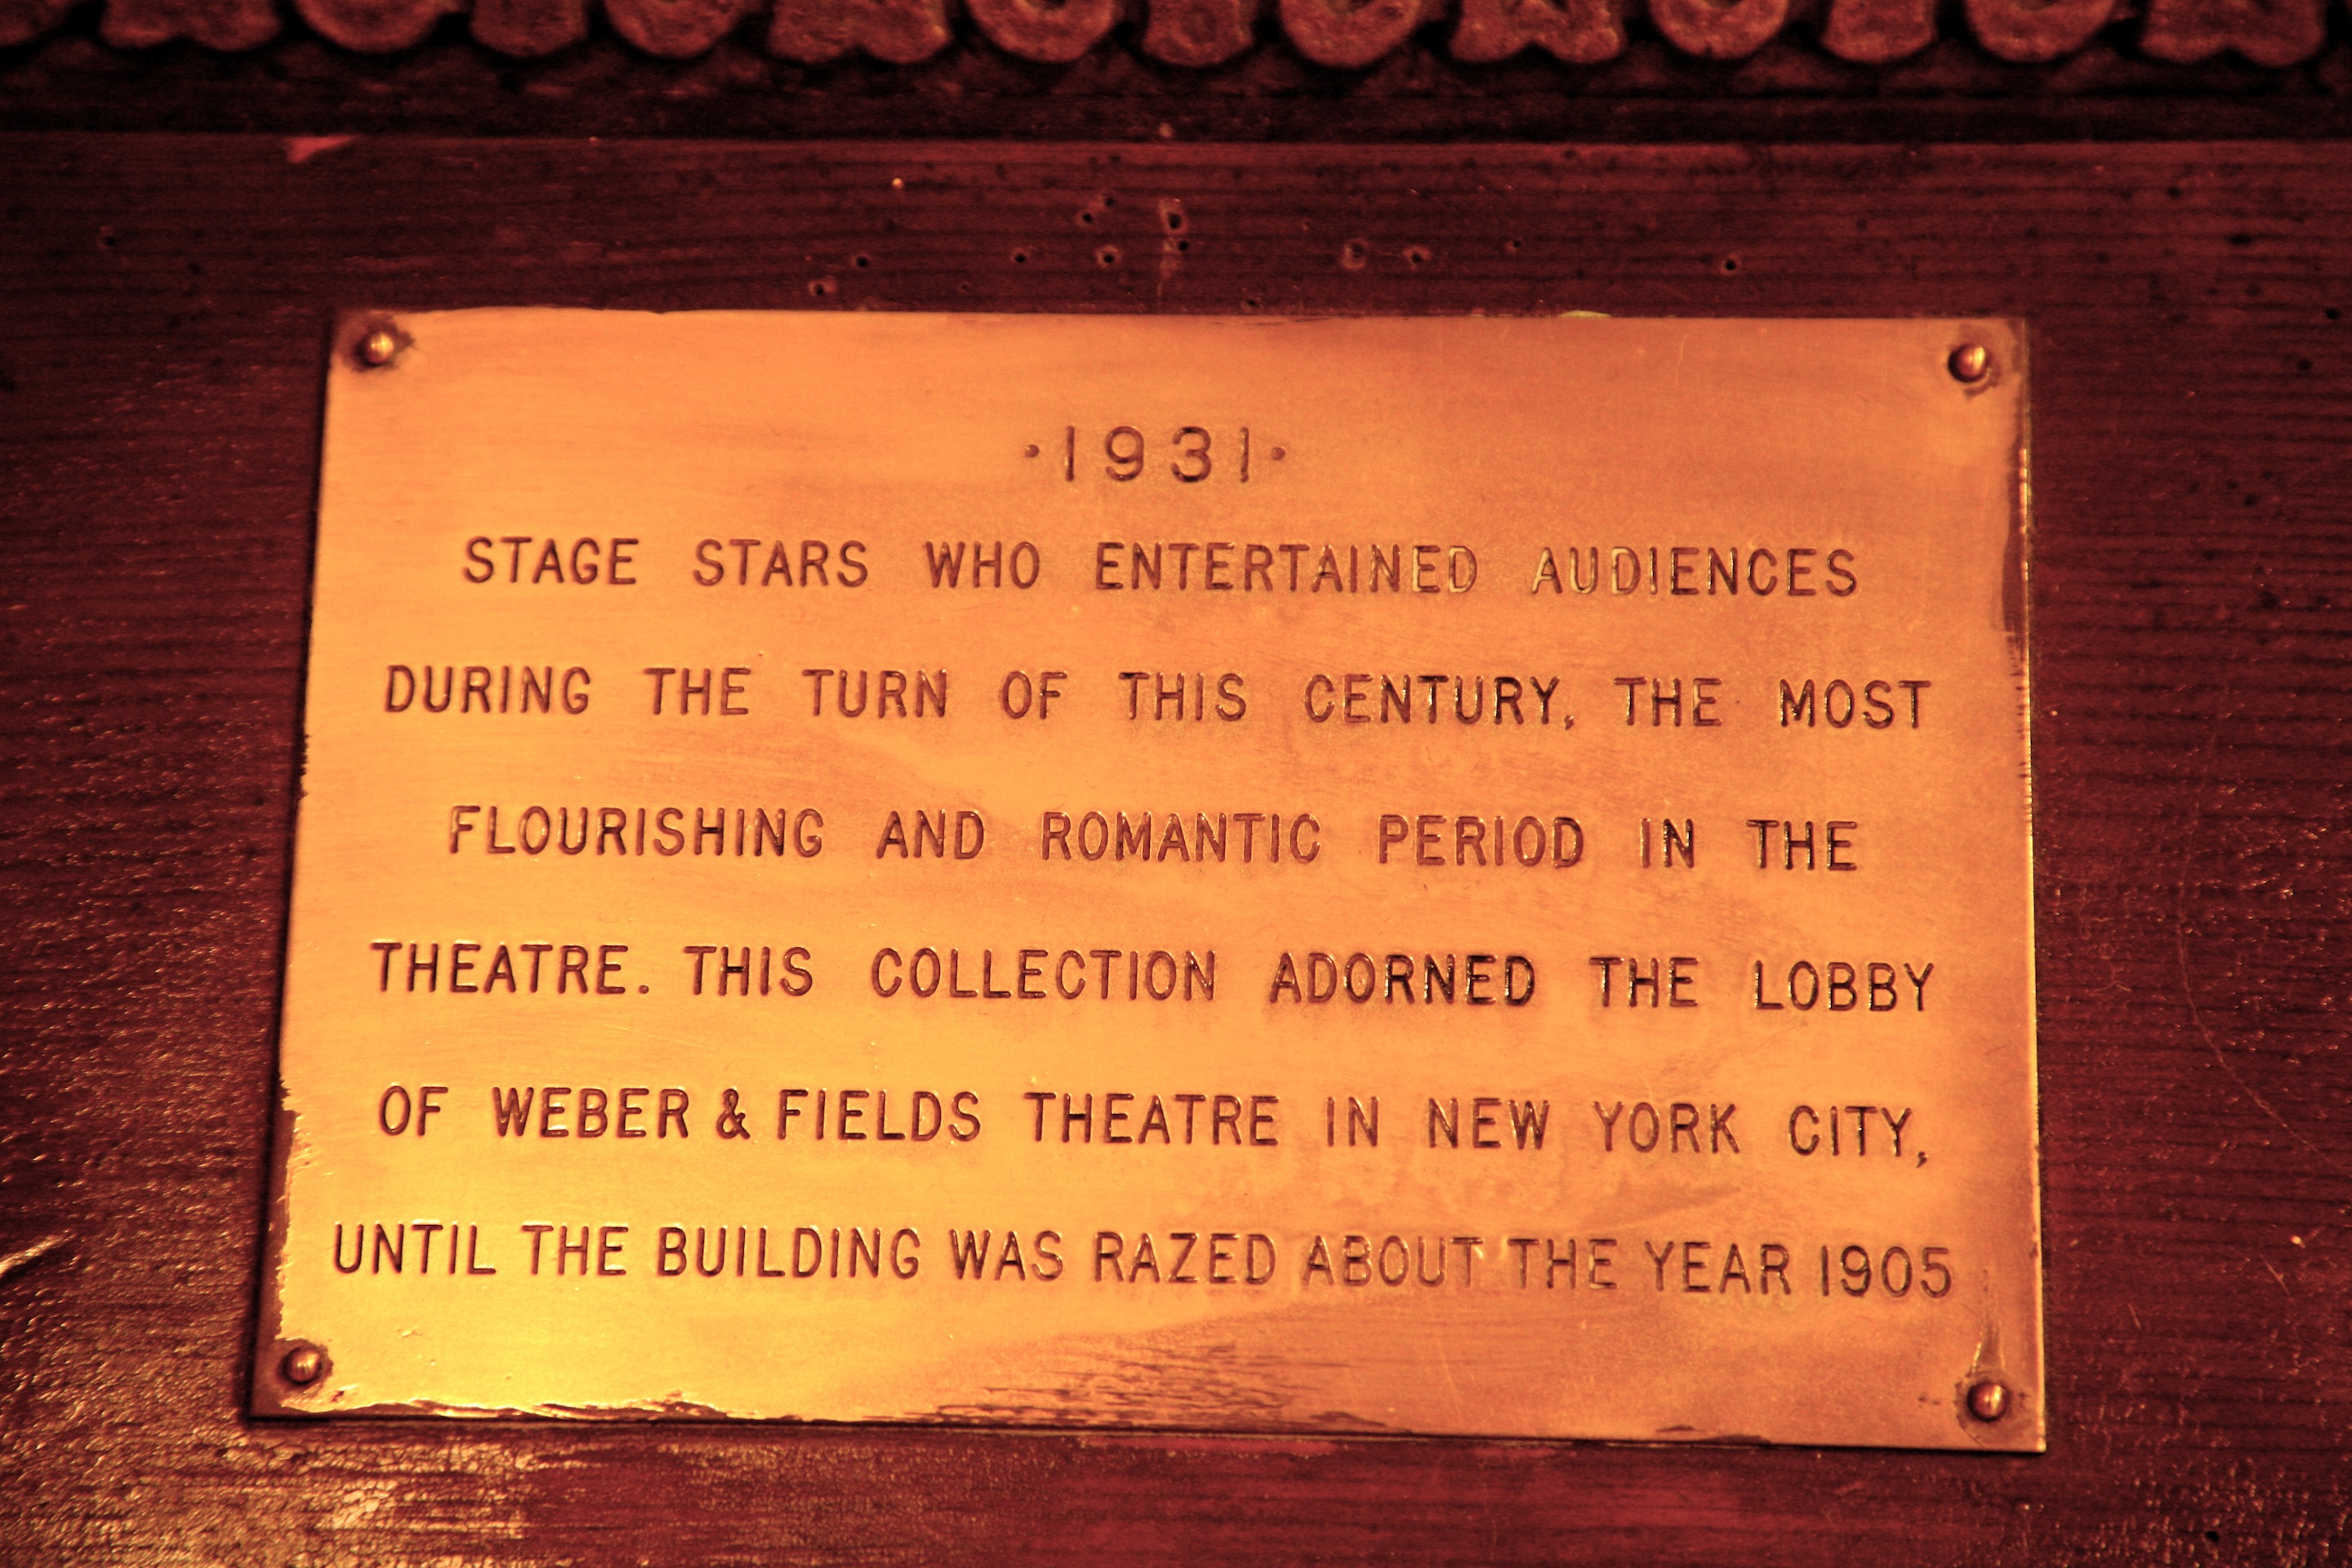 ·1931·
STAGE STARS WHO ENTERTAINED AUDIENCES
DURING THE TURN OF THIS CENTURY, THE MOST
FLOURISHING AND ROMANTIC PERIOD IN THE
THEATRE. THIS COLLECTION ADORNED THE LOBBY
OF WEBER & FIELDS THEATRE IN NEW YORK CITY,
UNTIL THE BUILDING WAS RAZED ABOUT THE YEAR 1905